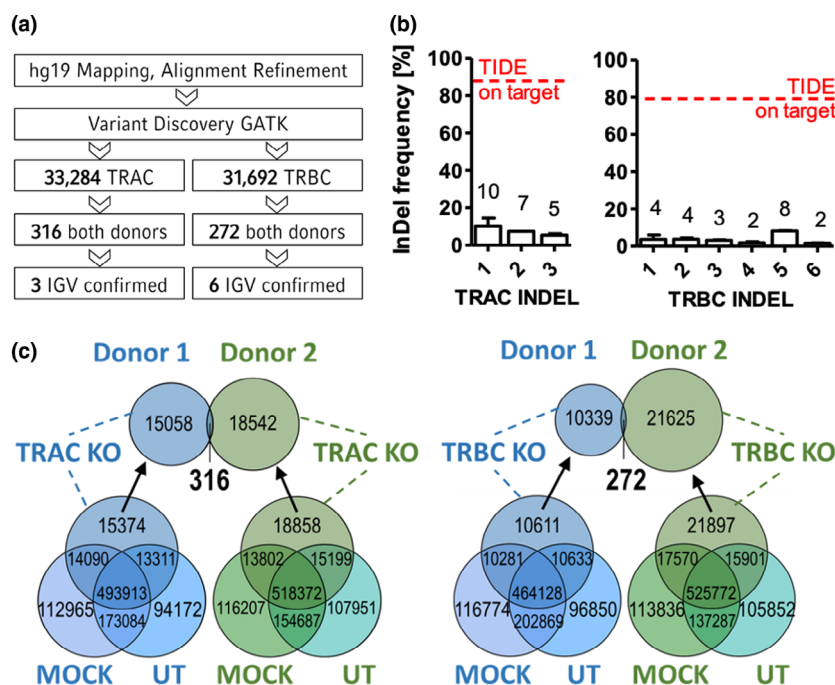 (a)
hg19 Mapping, Alignment Refinement
Variant Discovery GATK
33,284 TRAC
31,692 TRBC
316 both donors
272 both donors
3 IGV confirmed
6 IGV confirmed
(b)
InDel frequency [%]
100
80
60
40
20
0
TIDE
on target
10
7
5
1
2
3
TRAC INDEL
100
80
60
40
20
0
TIDE
on target
4
4
3
2
8
2
1
2
3
4
5
6
TRBC INDEL
(c)
Donor 1
Donor 2
15058
18542
TRAC KO
TRAC KO
316
15374
14090
13311
493913
112965
94172
173084
MOCK
UT
18858
13802
15199
518372
116207
107951
154687
MOCK
UT
Donor 1
Donor 2
10339
21625
TRBC KO
TRBC KO
272
10611
10281
10633
464128
116774
96850
202869
MOCK
UT
21897
17570
15901
525772
113836
105852
137287
MOCK
UT